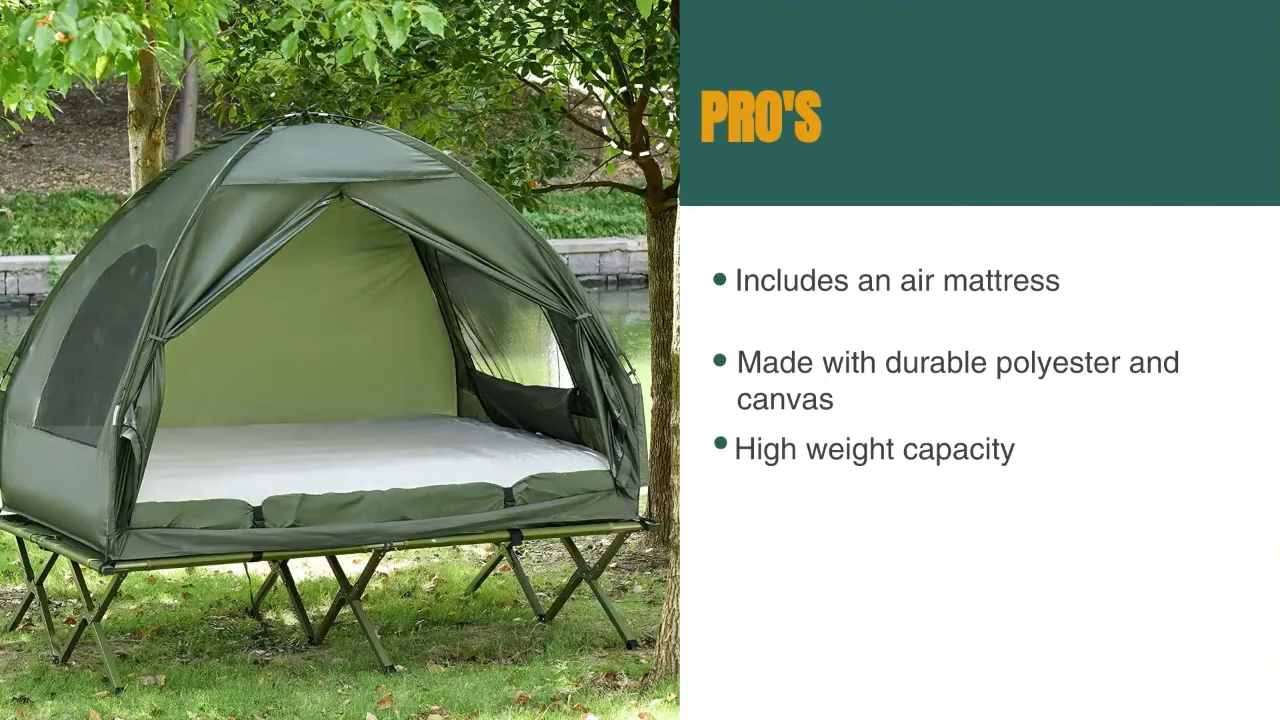 PRO'S
Includes an air mattress
Made with durable polyester and
canvas
High weight capacity